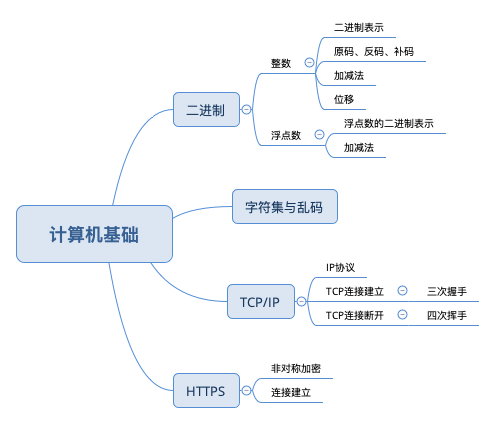 计算机基础
二进制
整数
二进制表示
原码、反码、补码
加减法
位移
浮点数
浮点数的二进制表示
加减法
字符集与乱码
TCP/IP
IP协议
TCP连接建立
三次握手
TCP连接断开
四次挥手
HTTPS
非对称加密
连接建立